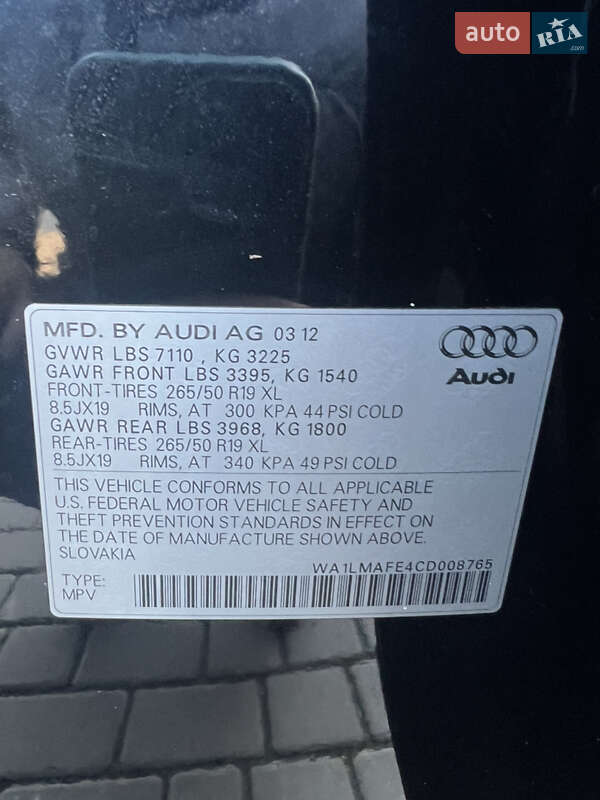 auto RIA.com
MFD. BY AUDI AG 03 12
GVWR LBS 7110 , KG 3225
GAWR FRONT LBS 3395, KG 1540
FRONT-TIRES 265/50 R19 XL
8.5JX19 RIMS, AT 300 KPA 44 PSI COLD
GAWR REAR LBS 3968, KG 1800
REAR-TIRES 265/50 R19 XL
8.5JX19 RIMS, AT 340 KPA 49 PSI COLD
Audi
THIS VEHICLE CONFORMS TO ALL APPLICABLE
U.S. FEDERAL MOTOR VEHICLE SAFETY AND
THEFT PREVENTION STANDARDS IN EFFECT ON
THE DATE OF MANUFACTURE SHOWN ABOVE.
SLOVAKIA
WA1LMAFE4CD008765
TYPE:
MPV